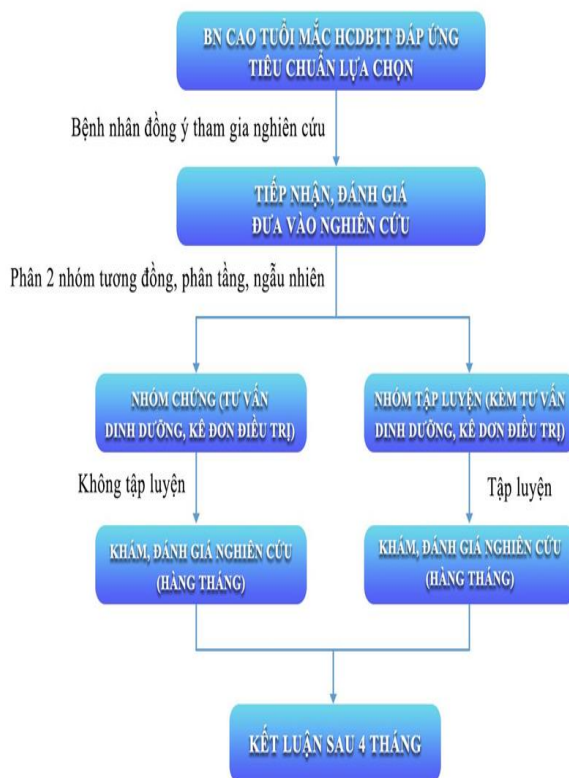 BN CAO TUỔI MẮC HCDBTT ĐÁP ỨNG
TIÊU CHUẨN LỰA CHỌN
Bệnh nhân đồng ý tham gia nghiên cứu
TIẾP NHẬN, ĐÁNH GIÁ
ĐƯA VÀO NGHIÊN CỨU
Phân 2 nhóm tương đồng, phân tầng, ngẫu nhiên
NHÓM CHỨNG (TƯ VẤN
DINH DƯỠNG, KÊ ĐƠN ĐIỀU TRỊ)
NHÓM TẬP LUYỆN (KÈM TƯ VẤN
DINH DƯỠNG, KÊ ĐƠN ĐIỀU TRỊ)
Không tập luyện
Tập luyện
KHÁM, ĐÁNH GIÁ NGHIÊN CỨU
(HÀNG THÁNG)
KHÁM, ĐÁNH GIÁ NGHIÊN CỨU
(HÀNG THÁNG)
KẾT LUẬN SAU 4 THÁNG